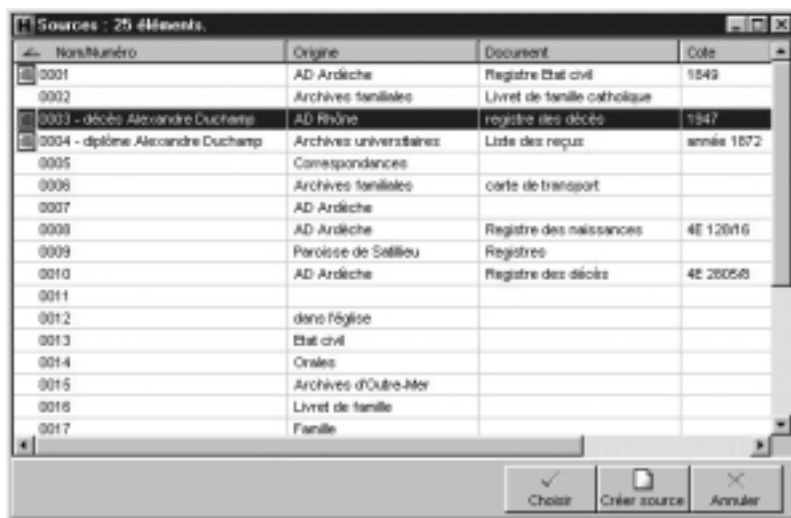 Sources : 25 éléments.
Nom/Numéro Origine Document Cote
0001 AD Ardèche Registre Etat civil 1849
0002 Archives familiales Livret de famille catholique
0003 - décès Alexandre Duchamp AD Rhône registre des décès 1947
0004 - diplôme Alexandre Duchamp Archives universitaires Liste des reçus année 1872
0005 Correspondances
0006 Archives familiales carte de transport
0007 AD Ardèche
0008 AD Ardèche Registre des naissances 4E 128/16
0009 Paroisse de Satillieu Registres
0010 AD Ardèche Registre des décès 4E 2805/8
0011
0012 dans l'église
0013 Etat civil
0014 Orales
0015 Archives d'Outre-Mer
0016 Livret de famille
0017 Famille
Choisir Créer source Annuler